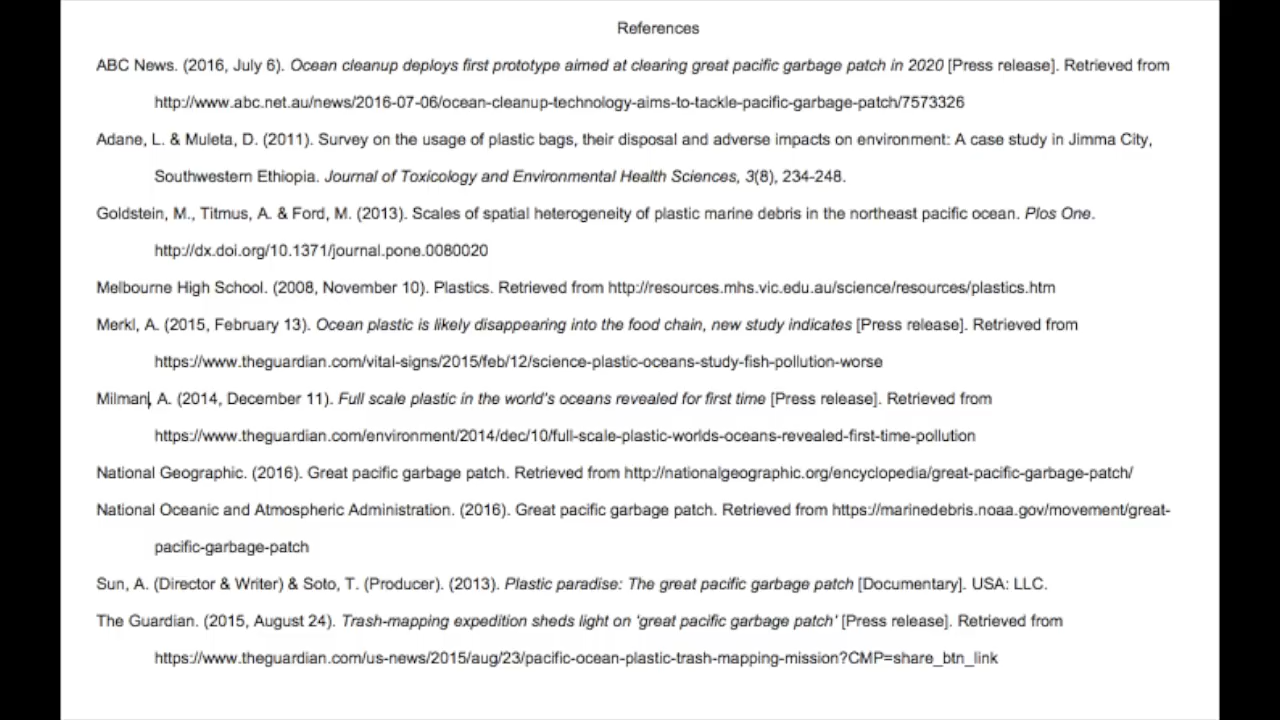 References
ABC News. (2016, July 6). Ocean cleanup deploys first prototype aimed at clearing great pacific garbage patch in 2020 [Press release]. Retrieved from
http://www.abc.net.au/news/2016-07-06/ocean-cleanup-technology-aims-to-tackle-pacific-garbage-patch/7573326
Adane, L. & Muleta, D. (2011). Survey on the usage of plastic bags, their disposal and adverse impacts on environment: A case study in Jimma City,
Southwestern Ethiopia. Journal of Toxicology and Environmental Health Sciences, 3(8), 234-248.
Goldstein, M., Titmus, A. & Ford, M. (2013). Scales of spatial heterogeneity of plastic marine debris in the northeast pacific ocean. Plos One.
http://dx.doi.org/10.1371/journal.pone.0080020
Melbourne High School. (2008, November 10). Plastics. Retrieved from http://resources.mhs.vic.edu.au/science/resources/plastics.htm
Merkl, A. (2015, February 13). Ocean plastic is likely disappearing into the food chain, new study indicates [Press release]. Retrieved from
https://www.theguardian.com/vital-signs/2015/feb/12/science-plastic-oceans-study-fish-pollution-worse
Milman, A. (2014, December 11). Full scale plastic in the world's oceans revealed for first time [Press release]. Retrieved from
https://www.theguardian.com/environment/2014/dec/10/full-scale-plastic-worlds-oceans-revealed-first-time-pollution
National Geographic. (2016). Great pacific garbage patch. Retrieved from http://nationalgeographic.org/encyclopedia/great-pacific-garbage-patch/
National Oceanic and Atmospheric Administration. (2016). Great pacific garbage patch. Retrieved from https://marinedebris.noaa.gov/movement/great-
pacific-garbage-patch
Sun, A. (Director & Writer) & Soto, T. (Producer). (2013). Plastic paradise: The great pacific garbage patch [Documentary]. USA: LLC.
The Guardian. (2015, August 24). Trash-mapping expedition sheds light on 'great pacific garbage patch' [Press release]. Retrieved from
https://www.theguardian.com/us-news/2015/aug/23/pacific-ocean-plastic-trash-mapping-mission?CMP=share_btn_link